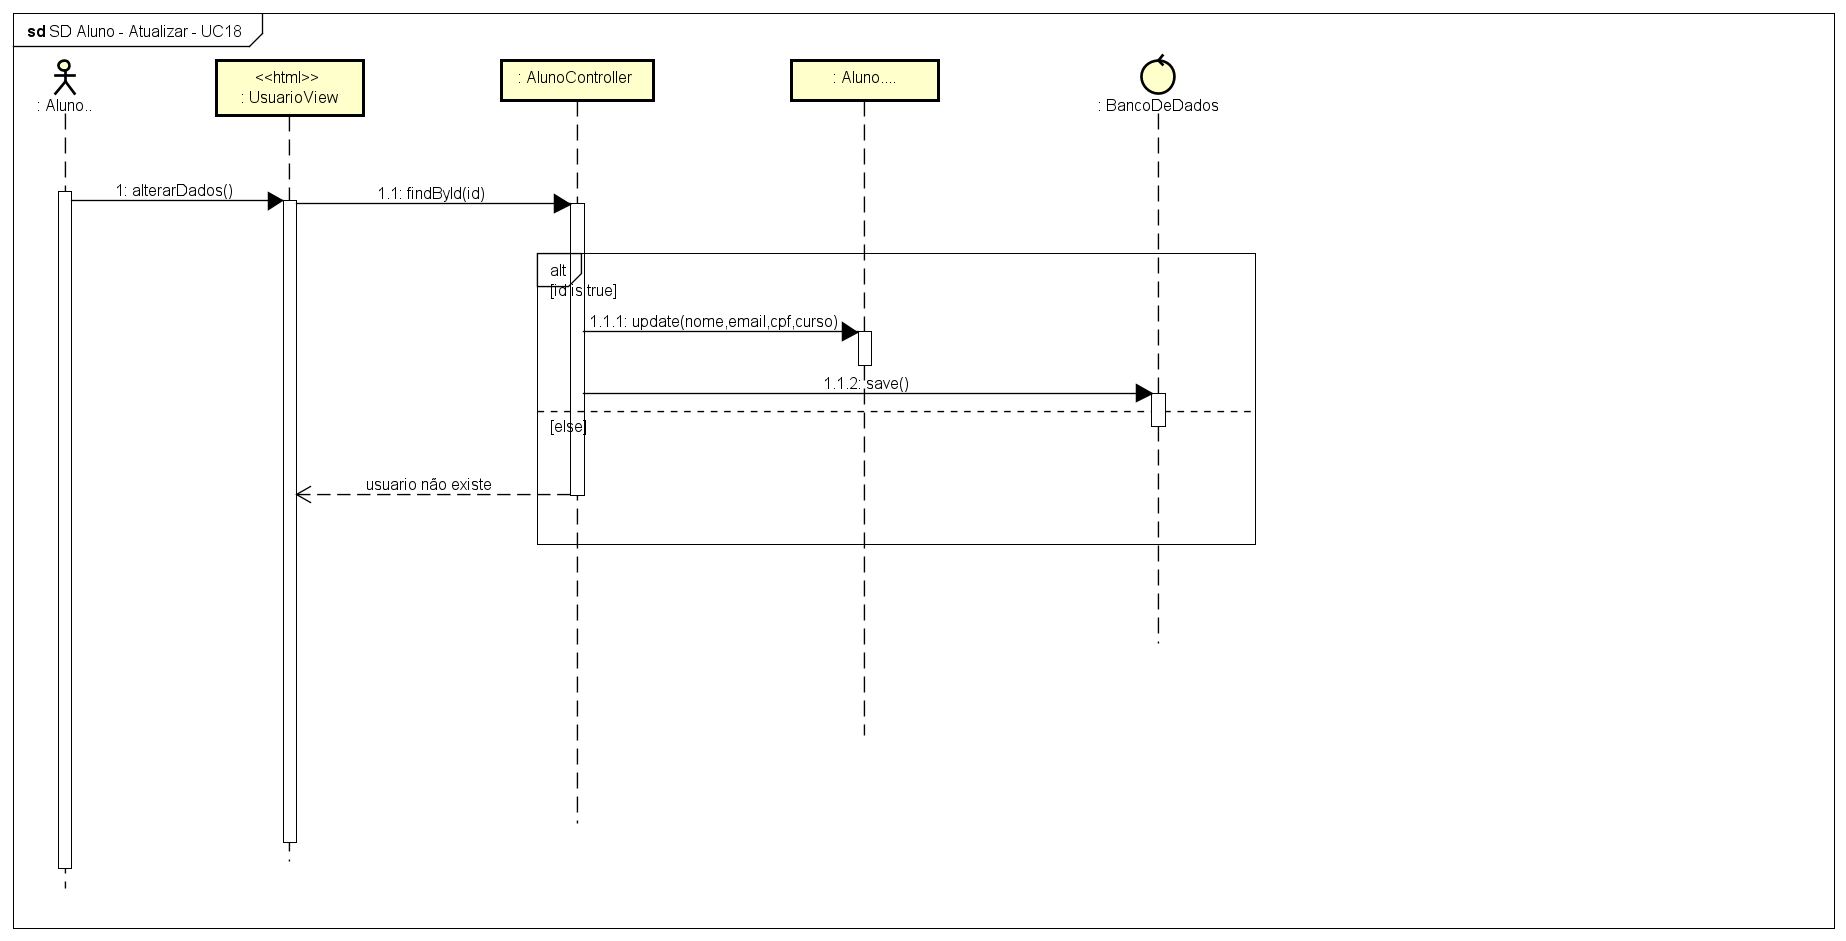 sd SD Aluno - Atualizar - UC18
: Aluno..
<<html>>
: UsuarioView
: AlunoController
: Aluno....
: BancoDeDados
1: alterarDados()
1.1: findById(id)
alt
[id is true]
1.1.1: update(nome,email,cpf,curso)
1.1.2: save()
[else]
usuario não existe